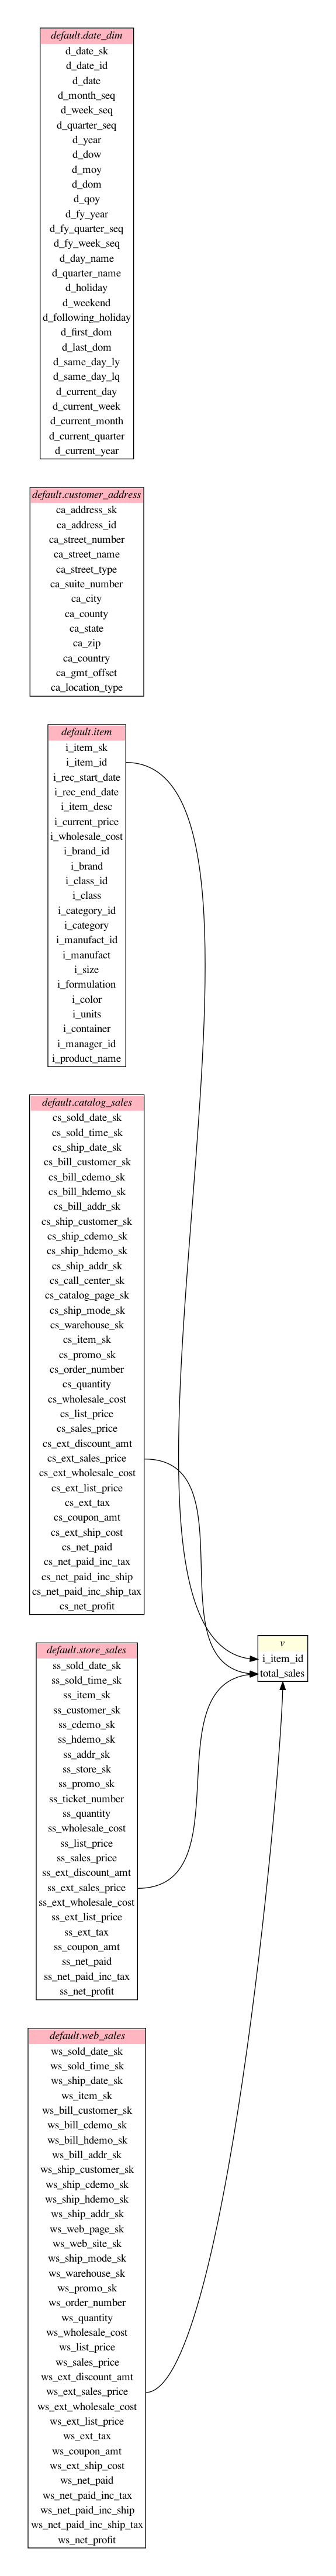 default.date_dim
d_date_sk
d_date_id
d_date
d_month_seq
d_week_seq
d_quarter_seq
d_year
d_dow
d_moy
d_dom
d_qoy
d_fy_year
d_fy_quarter_seq
d_fy_week_seq
d_day_name
d_quarter_name
d_holiday
d_weekend
d_following_holiday
d_first_dom
d_last_dom
d_same_day_ly
d_same_day_lq
d_current_day
d_current_week
d_current_month
d_current_quarter
d_current_year
default.customer_address
ca_address_sk
ca_address_id
ca_street_number
ca_street_name
ca_street_type
ca_suite_number
ca_city
ca_county
ca_state
ca_zip
ca_country
ca_gmt_offset
ca_location_type
default.item
i_item_sk
i_item_id
i_rec_start_date
i_rec_end_date
i_item_desc
i_current_price
i_wholesale_cost
i_brand_id
i_brand
i_class_id
i_class
i_category_id
i_category
i_manufact_id
i_manufact
i_size
i_formulation
i_color
i_units
i_container
i_manager_id
i_product_name
default.catalog_sales
cs_sold_date_sk
cs_sold_time_sk
cs_ship_date_sk
cs_bill_customer_sk
cs_bill_cdemo_sk
cs_bill_hdemo_sk
cs_bill_addr_sk
cs_ship_customer_sk
cs_ship_cdemo_sk
cs_ship_hdemo_sk
cs_ship_addr_sk
cs_call_center_sk
cs_catalog_page_sk
cs_ship_mode_sk
cs_warehouse_sk
cs_item_sk
cs_promo_sk
cs_order_number
cs_quantity
cs_wholesale_cost
cs_list_price
cs_sales_price
cs_ext_discount_amt
cs_ext_sales_price
cs_ext_wholesale_cost
cs_ext_list_price
cs_ext_tax
cs_coupon_amt
cs_ext_ship_cost
cs_net_paid
cs_net_paid_inc_tax
cs_net_paid_inc_ship
cs_net_paid_inc_ship_tax
cs_net_profit
default.store_sales
ss_sold_date_sk
ss_sold_time_sk
ss_item_sk
ss_customer_sk
ss_cdemo_sk
ss_hdemo_sk
ss_addr_sk
ss_store_sk
ss_promo_sk
ss_ticket_number
ss_quantity
ss_wholesale_cost
ss_list_price
ss_sales_price
ss_ext_discount_amt
ss_ext_sales_price
ss_ext_wholesale_cost
ss_ext_list_price
ss_ext_tax
ss_coupon_amt
ss_net_paid
ss_net_paid_inc_tax
ss_net_profit
default.web_sales
ws_sold_date_sk
ws_sold_time_sk
ws_ship_date_sk
ws_item_sk
ws_bill_customer_sk
ws_bill_cdemo_sk
ws_bill_hdemo_sk
ws_bill_addr_sk
ws_ship_customer_sk
ws_ship_cdemo_sk
ws_ship_hdemo_sk
ws_ship_addr_sk
ws_web_page_sk
ws_web_site_sk
ws_ship_mode_sk
ws_warehouse_sk
ws_promo_sk
ws_order_number
ws_quantity
ws_wholesale_cost
ws_list_price
ws_sales_price
ws_ext_discount_amt
ws_ext_sales_price
ws_ext_wholesale_cost
ws_ext_list_price
ws_ext_tax
ws_coupon_amt
ws_ext_ship_cost
ws_net_paid
ws_net_paid_inc_tax
ws_net_paid_inc_ship
ws_net_paid_inc_ship_tax
ws_net_profit
v
i_item_id
total_sales